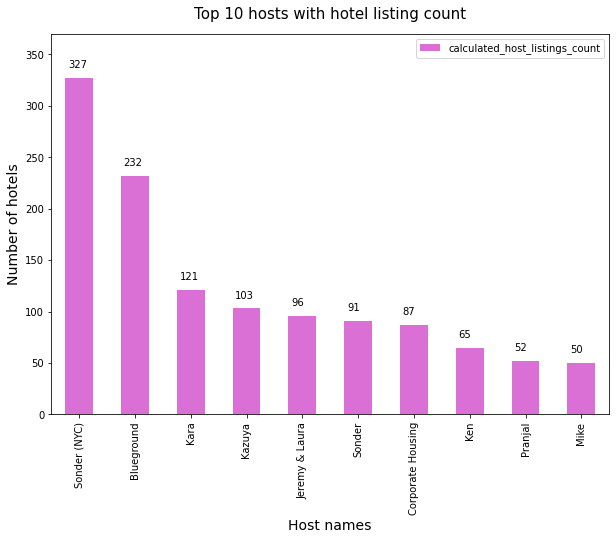 Top 10 hosts with hotel listing count
calculated_host_listings_count
Number of hotels
350
300
250
200
150
100
50
0
327
232
121
103
96
91
87
65
52
50
Sonder (NYC)
Blueground
Kara
Kazuya
Jeremy & Laura
Sonder
Corporate Housing
Ken
Pranjal
Mike
Host names